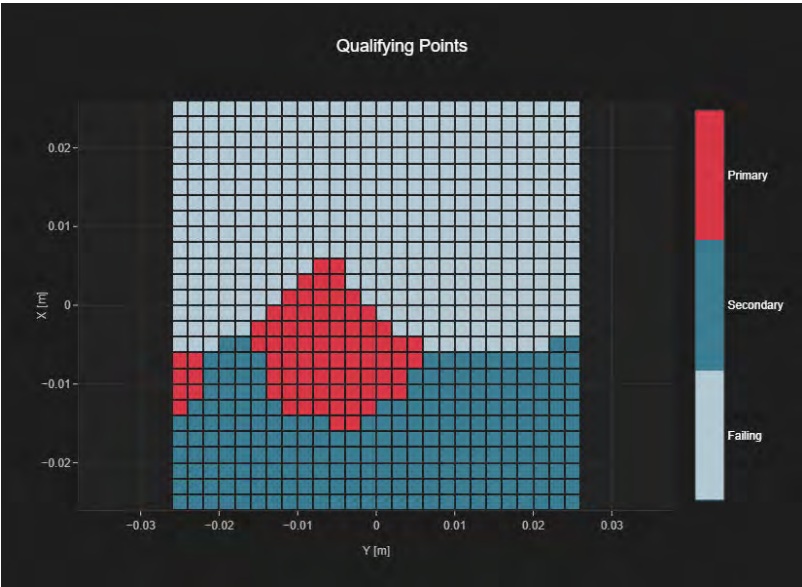 Qualifying Points
0.02
0.01
0
−0.01
−0.02
X [m]
−0.03
−0.02
−0.01
0
0.01
0.02
0.03
Y [m]
Primary
Secondary
Failing